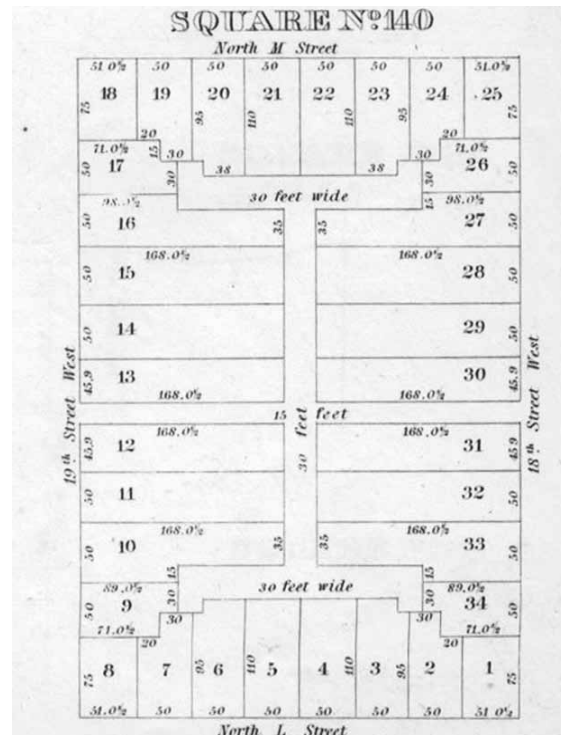 SQUARE Nº 140
North M Street
51.0½ 50 50 50 50 50 50 51.0½
18 19 20 21 22 23 24 25
75 95 110 110 95 75
20 20
71.0½ 15 30 30 71.0½
17 38 38 26
50 30 30 50
30 feet wide
98.0½ 15 98.0½
16 35 35 27
50 50
168.0½ 168.0½
15 28
50 50
14 29
50 50
13 30
45.9 45.9
168.0½ 168.0½
19th Street West
15 feet
30 feet
18th Street West
168.0½ 168.0½
12 31
45.9 45.9
11 32
50 50
168.0½ 168.0½
10 33
50 35 35 50
15 15
30 feet wide
89.0½ 89.0½
9 30 30 34
50 30 30 50
71.0½ 71.0½
20 20
8 7 6 5 4 3 2 1
75 95 110 110 95 75
51.0½ 50 50 50 50 50 50 51 0½
North L Street